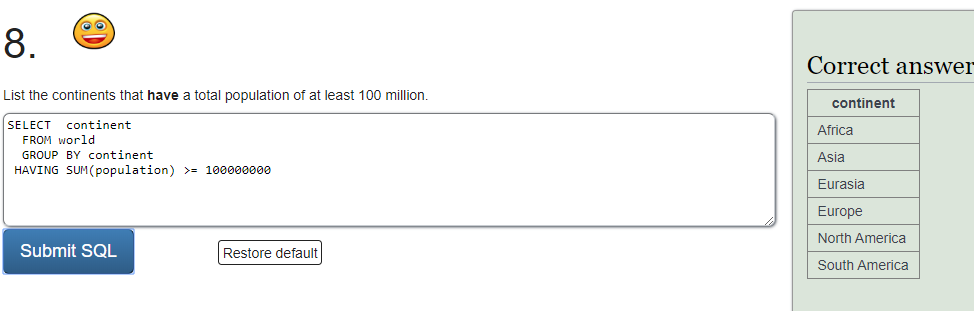 8.
List the continents that have a total population of at least 100 million.
SELECT  continent
  FROM world
  GROUP BY continent
 HAVING SUM(population) >= 100000000
Submit SQL
Restore default
Correct answer
continent
Africa
Asia
Eurasia
Europe
North America
South America